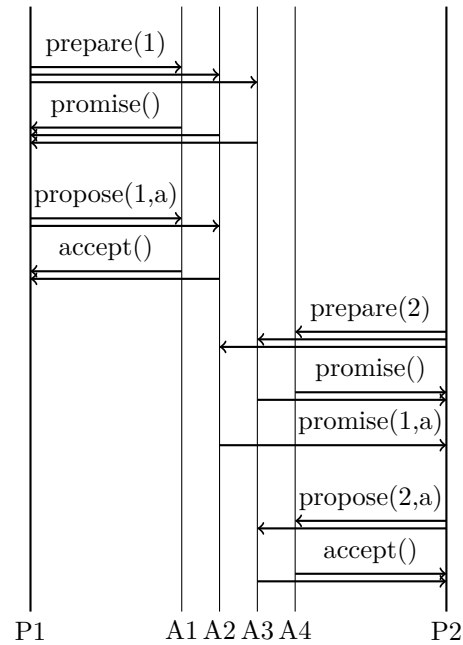 prepare(1)
promise()
propose(1,a)
accept()
prepare(2)
promise()
promise(1,a)
propose(2,a)
accept()
P1 A1 A2 A3 A4 P2